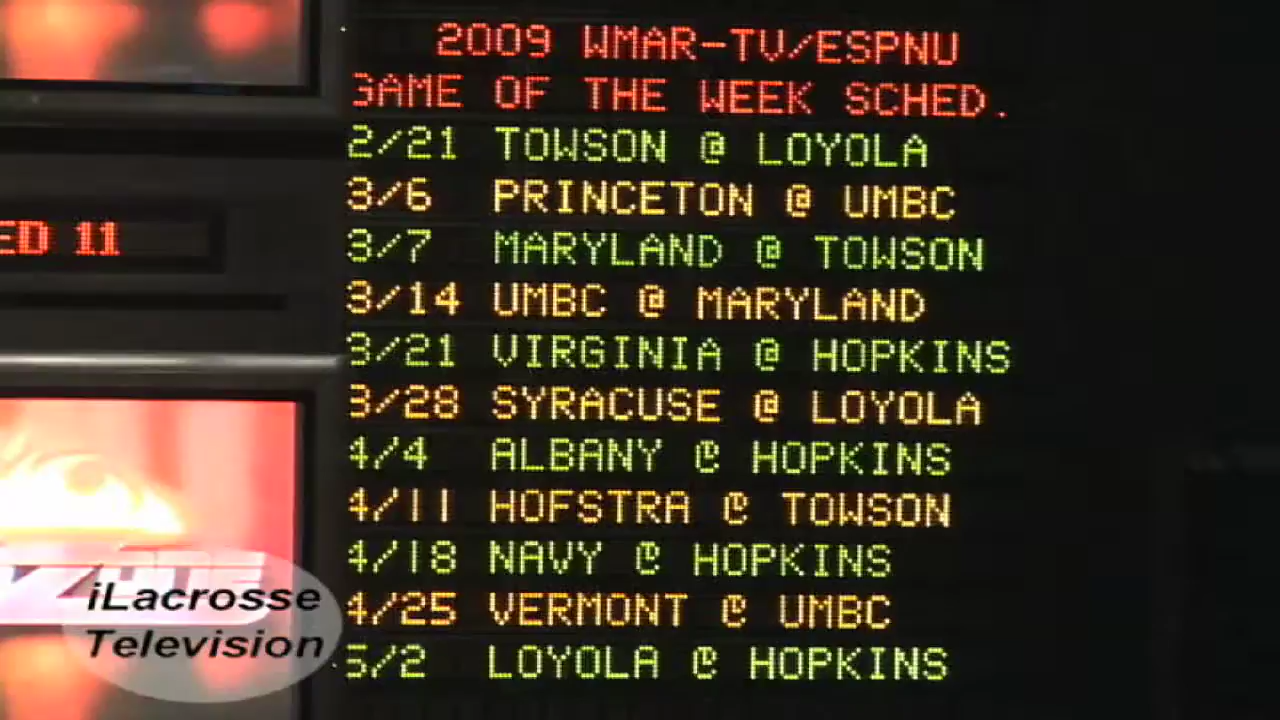 2009 WMAR-TV/ESPNU
GAME OF THE WEEK SCHED.
2/21 TOWSON @ LOYOLA
3/6 PRINCETON @ UMBC
3/7 MARYLAND @ TOWSON
ED 11
3/14 UMBC @ MARYLAND
3/21 VIRGINIA @ HOPKINS
3/28 SYRACUSE @ LOYOLA
4/4 ALBANY @ HOPKINS
4/11 HOFSTRA @ TOWSON
4/18 NAVY @ HOPKINS
4/25 VERMONT @ UMBC
5/2 LOYOLA @ HOPKINS
iLacrosse
Television